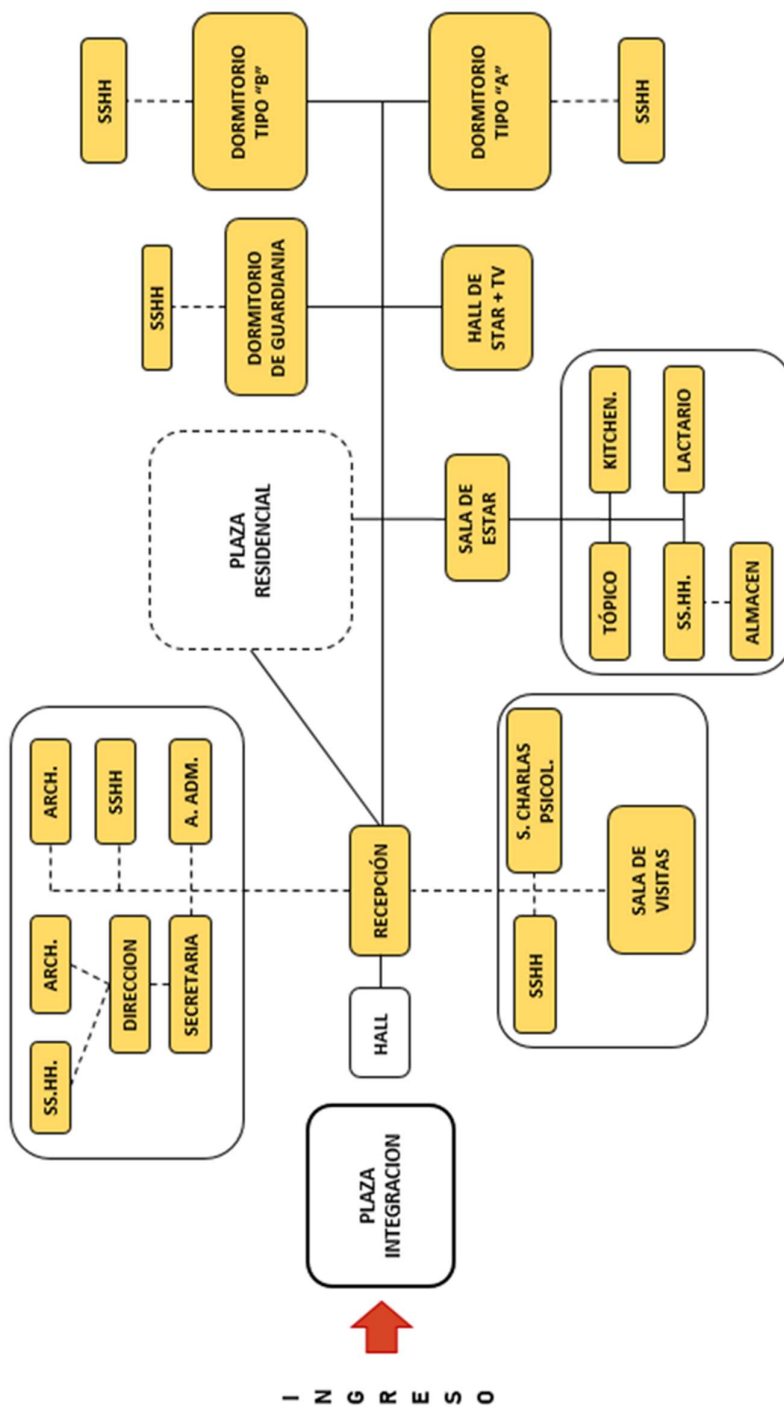 INGRESO
PLAZA
INTEGRACION
HALL
RECEPCIÓN
SS.HH.
ARCH.
DIRECCION
SECRETARIA
ARCH.
SSHH
A. ADM.
SSHH
S. CHARLAS
PSICOL.
SALA DE
VISITAS
PLAZA
RESIDENCIAL
SALA DE
ESTAR
TÓPICO
KITCHEN.
SS.HH.
LACTARIO
ALMACEN
SSHH
DORMITORIO
DE GUARDIANIA
HALL DE
STAR + TV
SSHH
DORMITORIO
TIPO "B"
DORMITORIO
TIPO "A"
SSHH